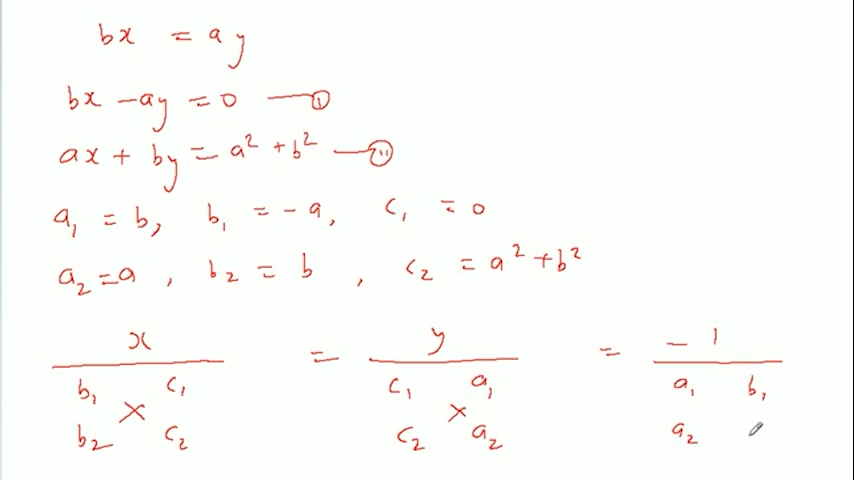 bx = ay
bx - ay = 0 — ⓘ
ax + by = a² + b² — ⓘⓘ
a₁ = b, b₁ = - a, c₁ = 0
a₂ = a , b₂ = b , c₂ = a² + b²
x = y = - 1
b₁ c₁ c₁ a₁ a₁ b₁
× ×
b₂ c₂ c₂ a₂ a₂